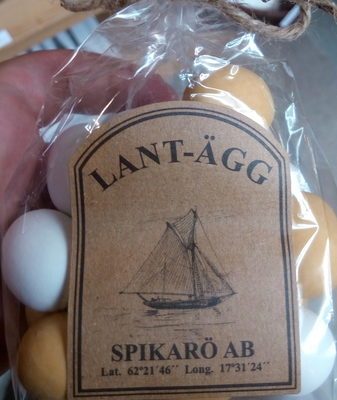 LANT-ÄGG
SPIKARÖ AB
Lat. 62°21´46´´ Long. 17°31´24´´